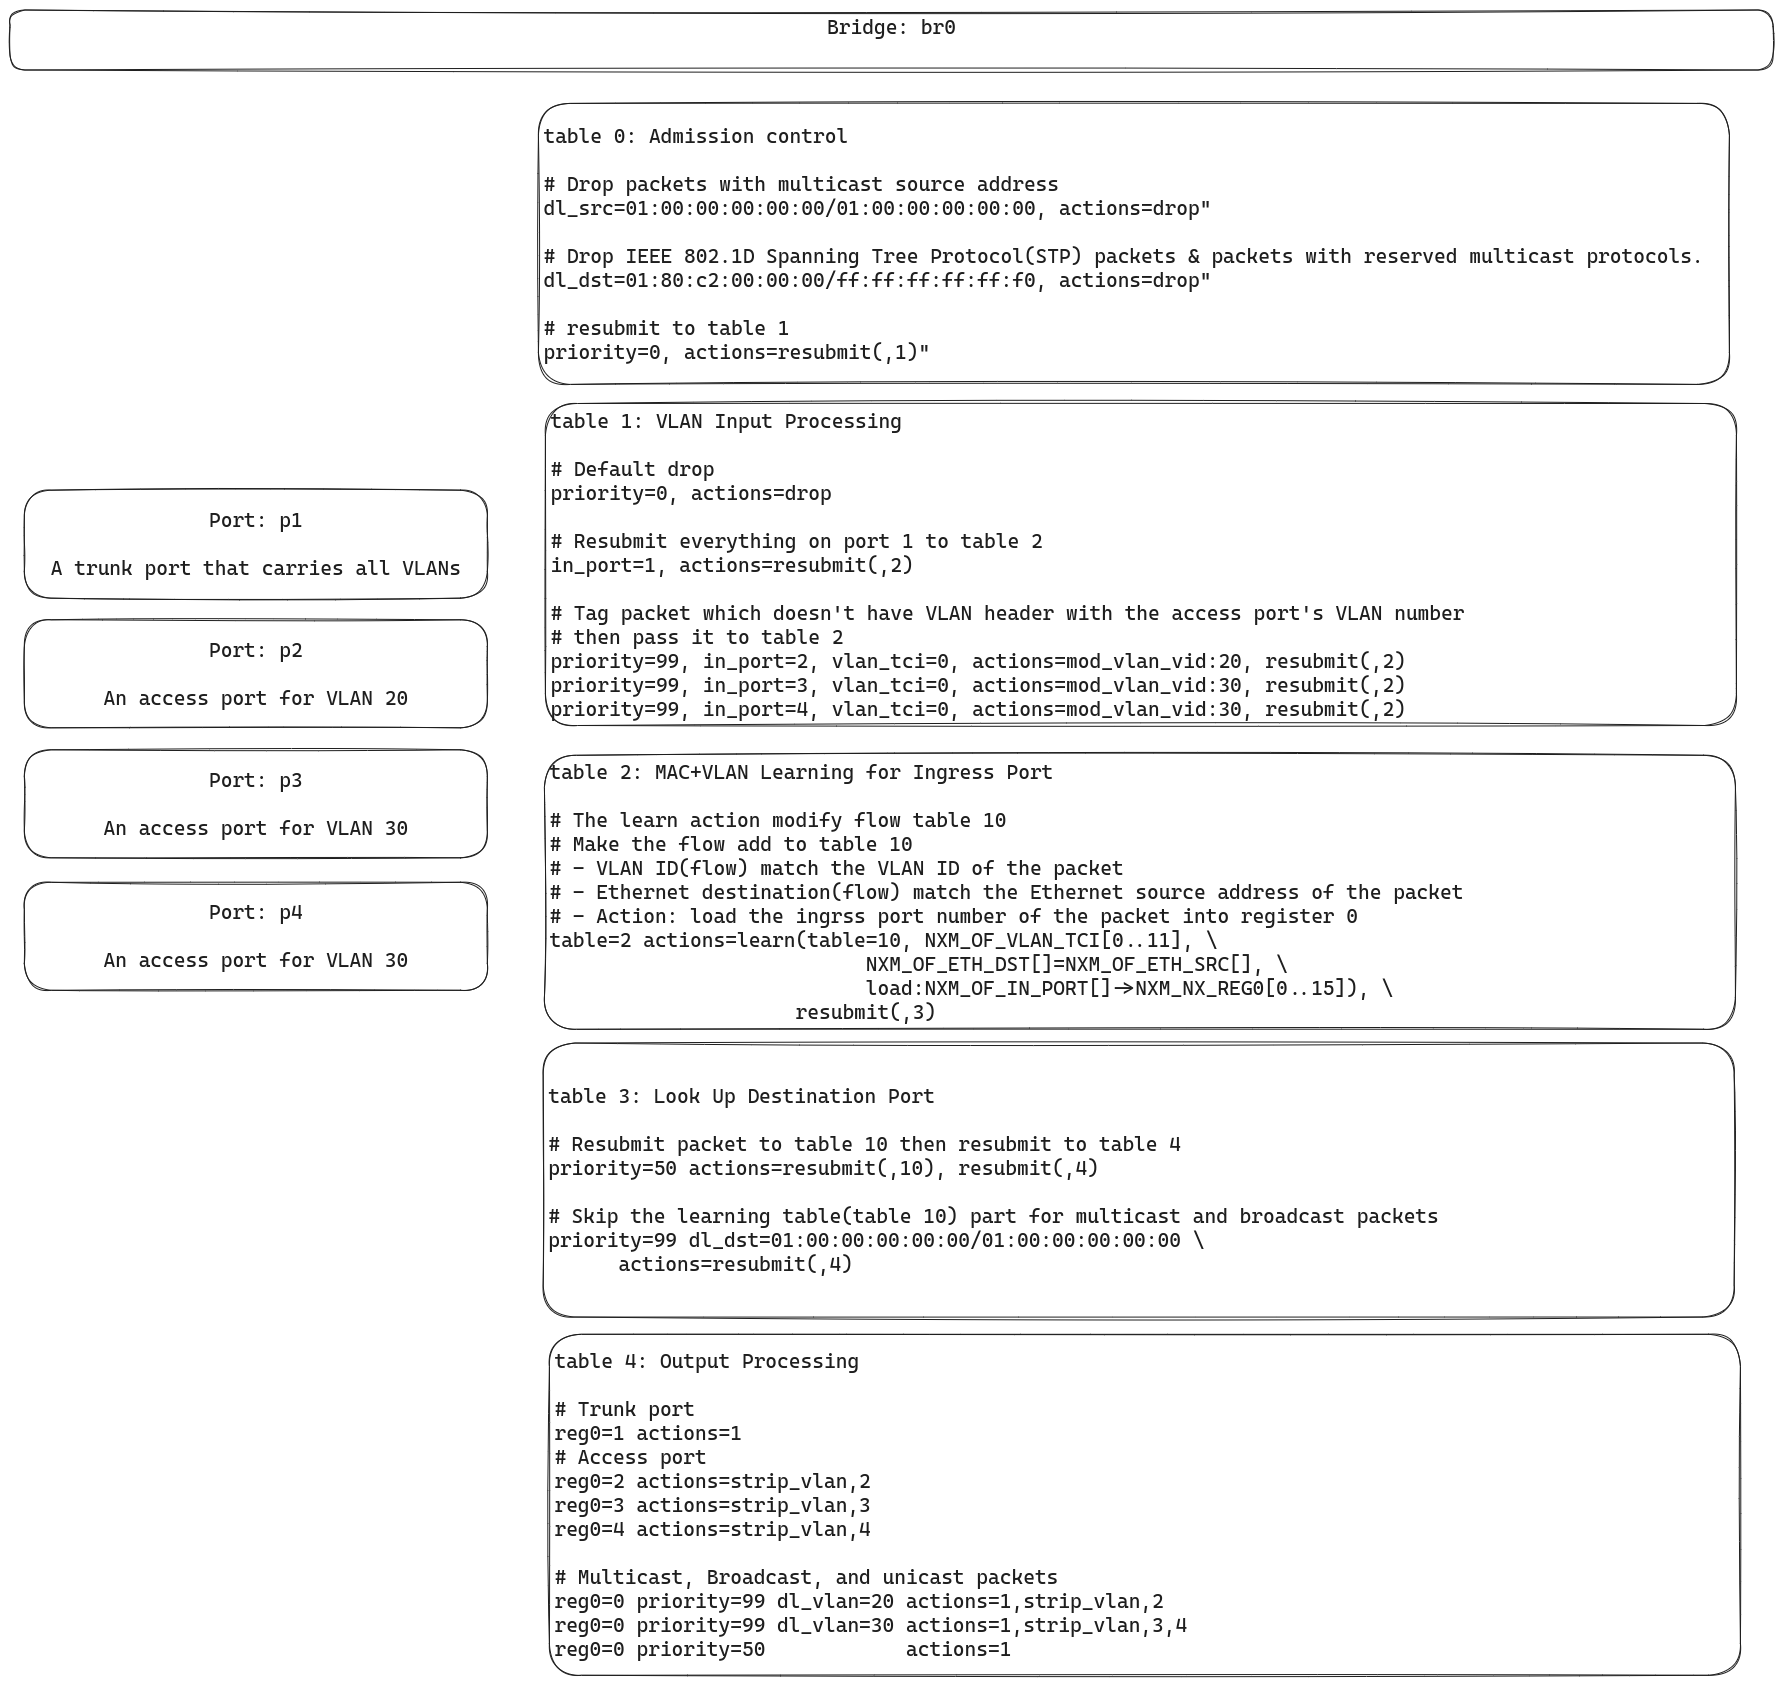 Bridge: br0
table 0: Admission control
# Drop packets with multicast source address
dl_src=01:00:00:00:00:00/01:00:00:00:00:00, actions=drop"
# Drop IEEE 802.1D Spanning Tree Protocol(STP) packets & packets with reserved multicast protocols.
dl_dst=01:80:c2:00:00:00/ff:ff:ff:ff:ff:f0, actions=drop"
# resubmit to table 1
priority=0, actions=resubmit(,1)"
table 1: VLAN Input Processing
# Default drop
priority=0, actions=drop
# Resubmit everything on port 1 to table 2
in_port=1, actions=resubmit(,2)
# Tag packet which doesn't have VLAN header with the access port's VLAN number
# then pass it to table 2
priority=99, in_port=2, vlan_tci=0, actions=mod_vlan_vid:20, resubmit(,2)
priority=99, in_port=3, vlan_tci=0, actions=mod_vlan_vid:30, resubmit(,2)
priority=99, in_port=4, vlan_tci=0, actions=mod_vlan_vid:30, resubmit(,2)
Port: p1
A trunk port that carries all VLANs
Port: p2
An access port for VLAN 20
Port: p3
An access port for VLAN 30
Port: p4
An access port for VLAN 30
table 2: MAC+VLAN Learning for Ingress Port
# The learn action modify flow table 10
# Make the flow add to table 10
# - VLAN ID(flow) match the VLAN ID of the packet
# - Ethernet destination(flow) match the Ethernet source address of the packet
# - Action: load the ingrss port number of the packet into register 0
table=2 actions=learn(table=10, NXM_OF_VLAN_TCI[0..11], \
NXM_OF_ETH_DST[]=NXM_OF_ETH_SRC[], \
load:NXM_OF_IN_PORT[]->NXM_NX_REG0[0..15]), \
resubmit(,3)
table 3: Look Up Destination Port
# Resubmit packet to table 10 then resubmit to table 4
priority=50 actions=resubmit(,10), resubmit(,4)
# Skip the learning table(table 10) part for multicast and broadcast packets
priority=99 dl_dst=01:00:00:00:00:00/01:00:00:00:00:00 \
actions=resubmit(,4)
table 4: Output Processing
# Trunk port
reg0=1 actions=1
# Access port
reg0=2 actions=strip_vlan,2
reg0=3 actions=strip_vlan,3
reg0=4 actions=strip_vlan,4
# Multicast, Broadcast, and unicast packets
reg0=0 priority=99 dl_vlan=20 actions=1,strip_vlan,2
reg0=0 priority=99 dl_vlan=30 actions=1,strip_vlan,3,4
reg0=0 priority=50 actions=1